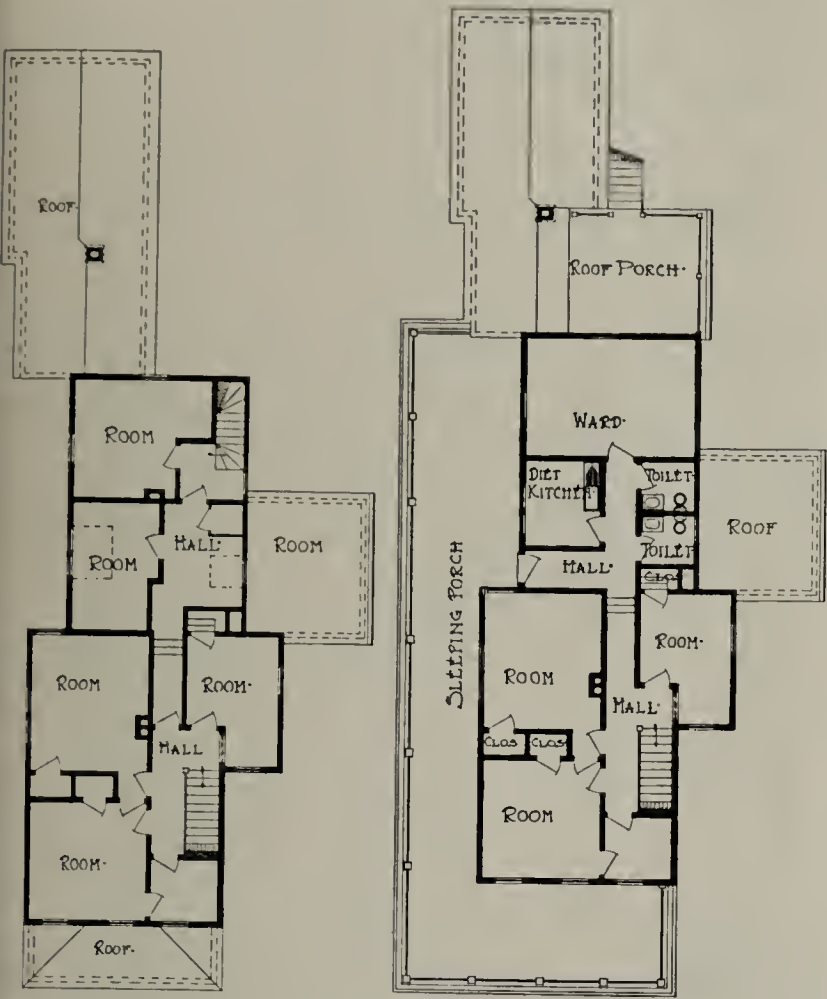 ROOF.
ROOM
ROOM
HALL.
ROOM
ROOM
ROOM.
HALL
ROOM.
ROOF.
ROOF PORCH.
WARD.
DIET
KITCHEN.
TOILET.
TOILET.
ROOF
HALL.
CLO.
SLEEPING PORCH
ROOM.
ROOM
HALL.
CLOS
CLOS
ROOM